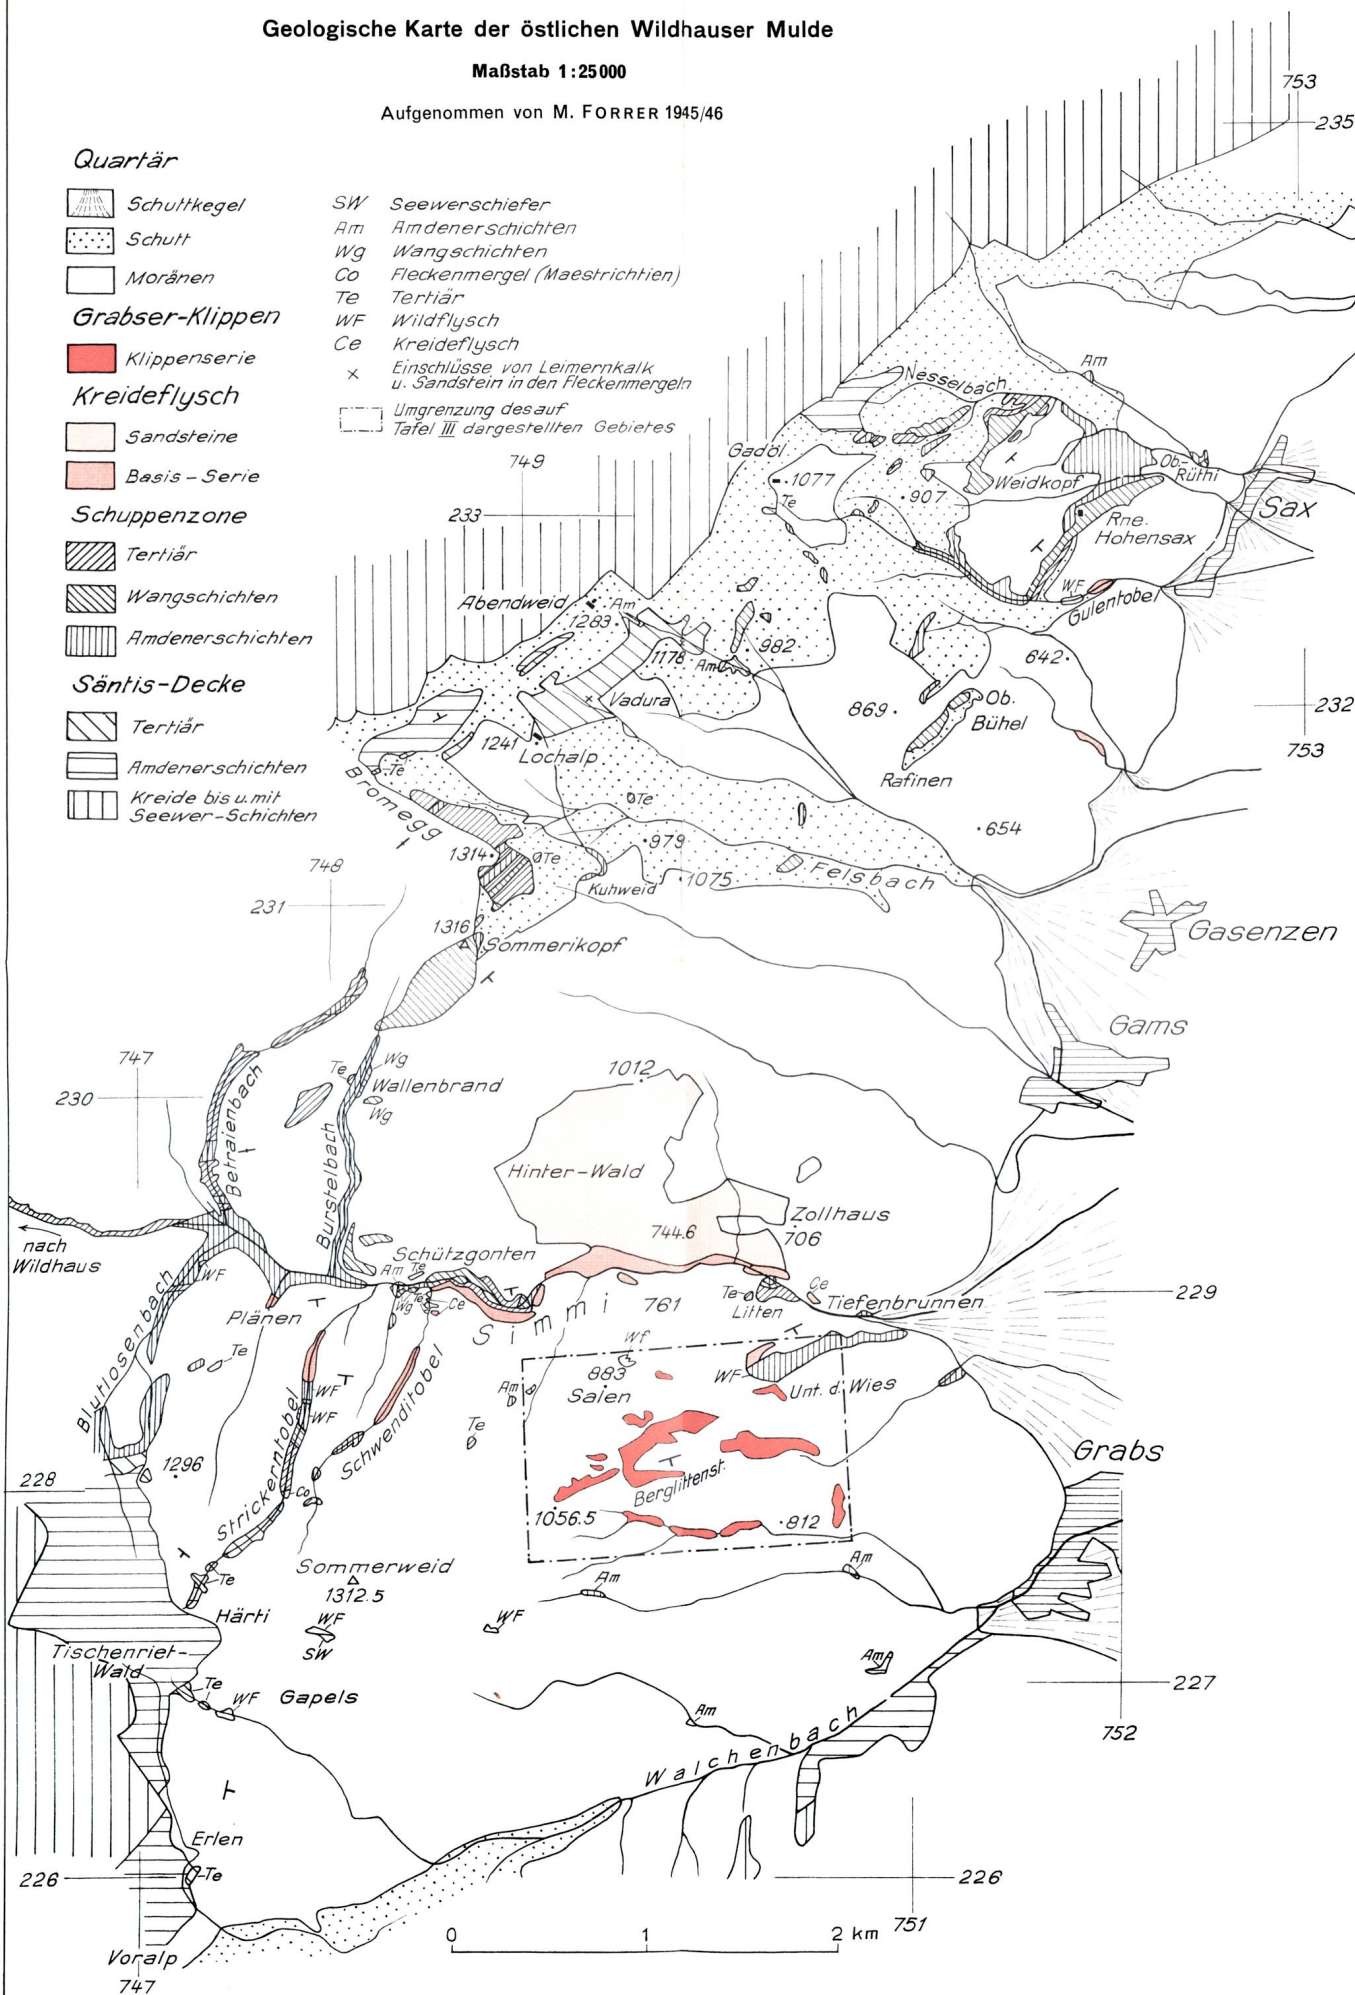 Geologische Karte der östlichen Wildhauser Mulde
Maßstab 1:25000
Aufgenommen von M. FORRER 1945/46
Quartär
Schuttkegel
Schutt
Moränen
Grabser-Klippen
Klippenserie
Kreideflysch
Sandsteine
Basis-Serie
Schuppenzone
Tertiär
Wangschichten
Amdenerschichten
Säntis-Decke
Tertiär
Amdenerschichten
Kreide bis u. mit
Seewer-Schichten
SW Seewerschiefer
Am Amdenerschichten
Wg Wangschichten
Co Fleckenmergel (Maestrichtien)
Te Tertiär
WF Wildflysch
Ce Kreideflysch
× Einschlüsse von Leimernkalk
u. Sandstein in den Fleckenmergeln
Umgrenzung des auf
Tafel III dargestellten Gebietes
753
235
Am
Nesselbach
Gadöl
749
1077
Te
907
Weidkopf
Ob.-
Rüthi
Sax
233
Rne.
Hohensax
WF
Gulentobel
Abendweid
Am
1283
1178
Am
982
642
Vadura
869
Ob.
Bühel
232
753
1241
Lochalp
Rafinen
Te
Bromegg
Te
654
979
1314
Te
748
Kuhweid
1075
Felsbach
231
1316
Sommerikopf
Gasenzen
Gams
747
Wg
Te
Wallenbrand
1012
230
Wg
Betraienbach
Burstelbach
Hinter-Wald
Zollhaus
744.6
706
nach
Wildhaus
Schützgonten
WF
Am
Te
Wg
Te
Ce
Te
Ce
229
Plänen
Simmi
761
Litten
Tiefenbrunnen
Blutlosenbach
Te
Wf
883
Salen
WF
Unt. d. Wies
WF
WF
Am
Te
Strickerntobel
Schwenditobel
Grabs
228
1296
Co
Berglittenst.
1056.5
812
Sommerweid
1312.5
Am
Am
Te
Härti
WF
SW
WF
Tischenriet-
Wald
Am
Te
Te
WF
Gapels
227
Am
752
Walchenbach
Erlen
226
Te
226
751
0 1 2 km
Voralp
747